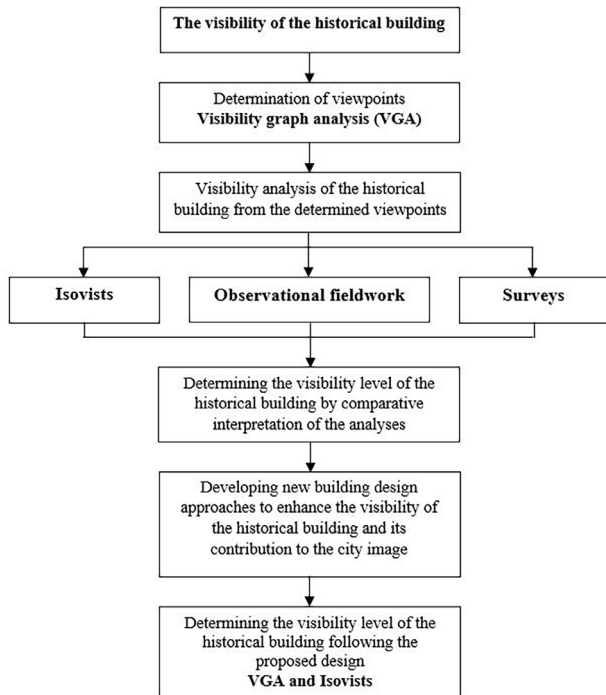 The visibility of the historical building
Determination of viewpoints
Visibility graph analysis (VGA)
Visibility analysis of the historical
building from the determined viewpoints
Isovists
Observational fieldwork
Surveys
Determining the visibility level of the
historical building by comparative
interpretation of the analyses
Developing new building design
approaches to enhance the visibility of
the historical building and its
contribution to the city image
Determining the visibility level of the
historical building following the
proposed design
VGA and Isovists